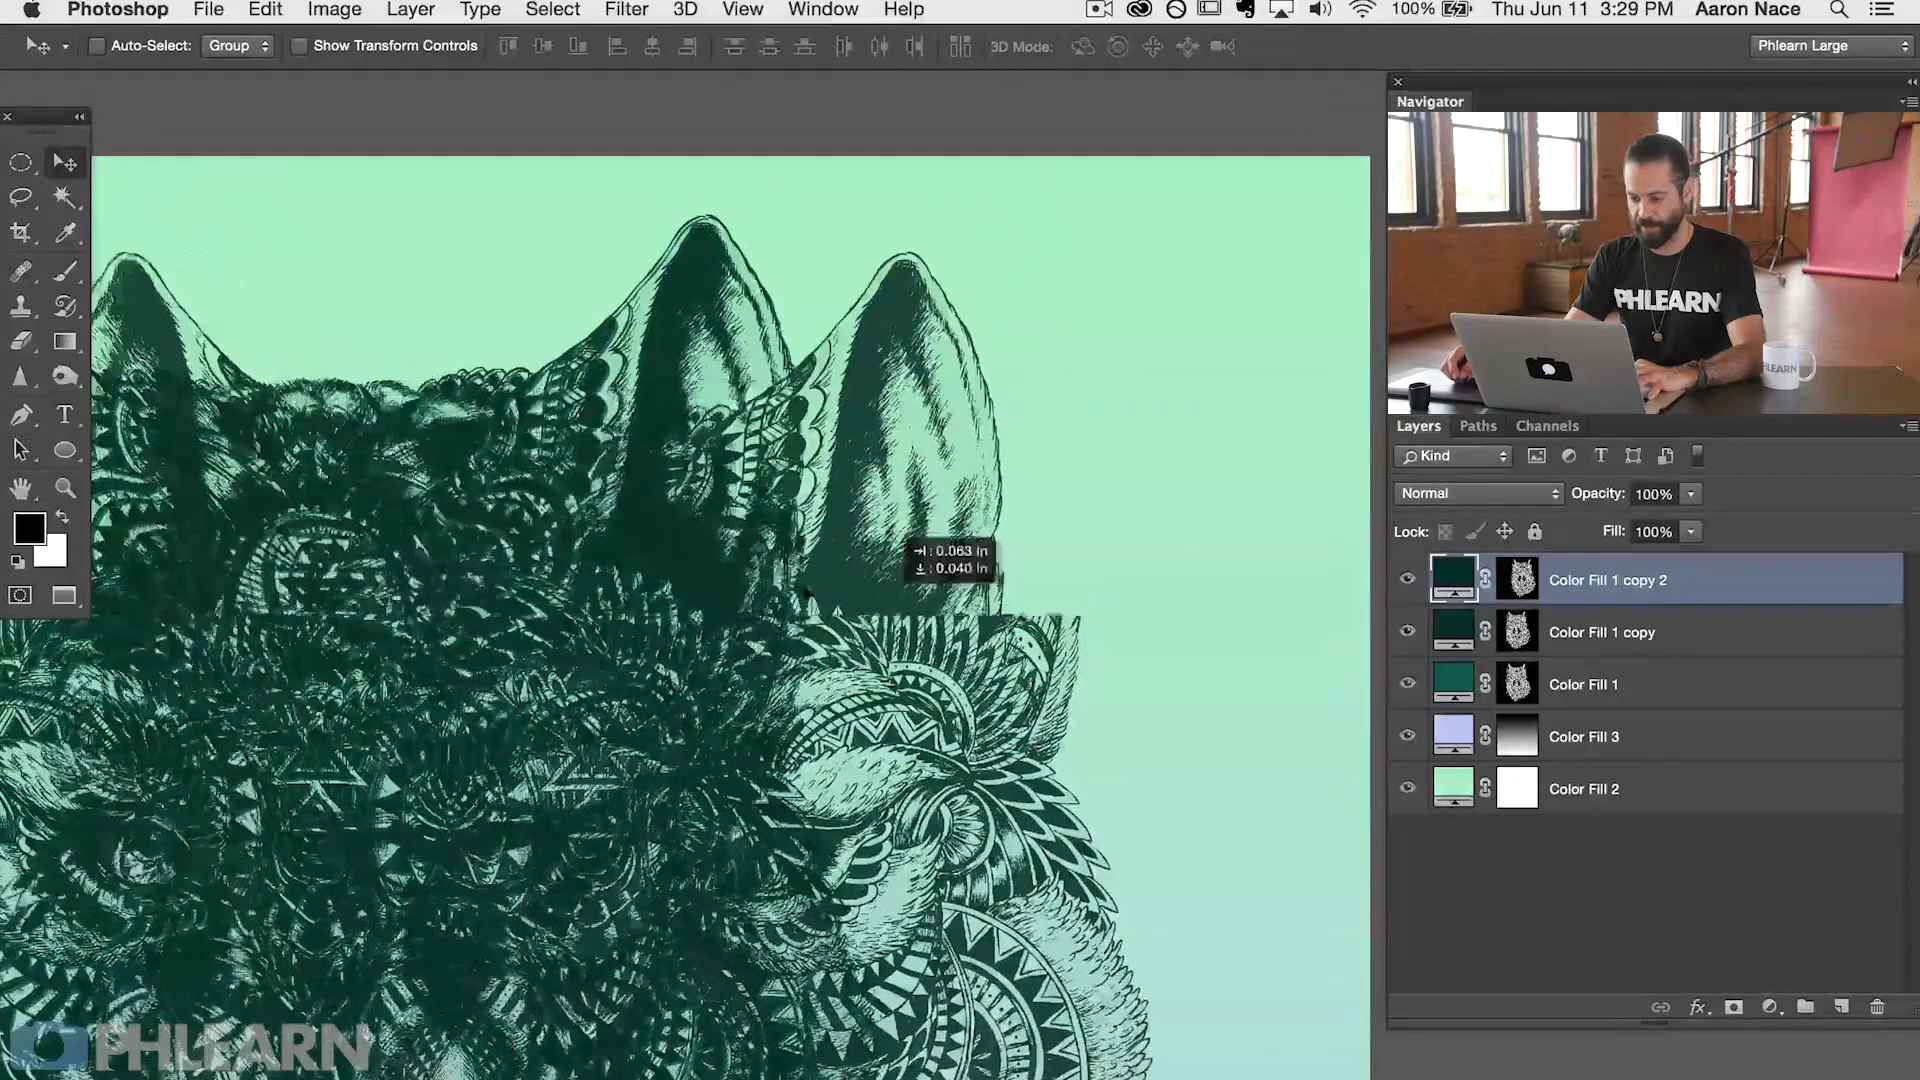 Photoshop File Edit Image Layer Type Select Filter 3D View Window Help 100% Thu Jun 11 3:29 PM Aaron Nace
Auto-Select: Group Show Transform Controls 3D Mode: Phlearn Large
Navigator
PHLEARN
PHLEARN
Layers Paths Channels
Kind
Normal Opacity: 100%
Lock: Fill: 100%
: 0.063 in
: 0.040 in
Color Fill 1 copy 2
Color Fill 1 copy
Color Fill 1
Color Fill 3
Color Fill 2
fx
PHLEARN